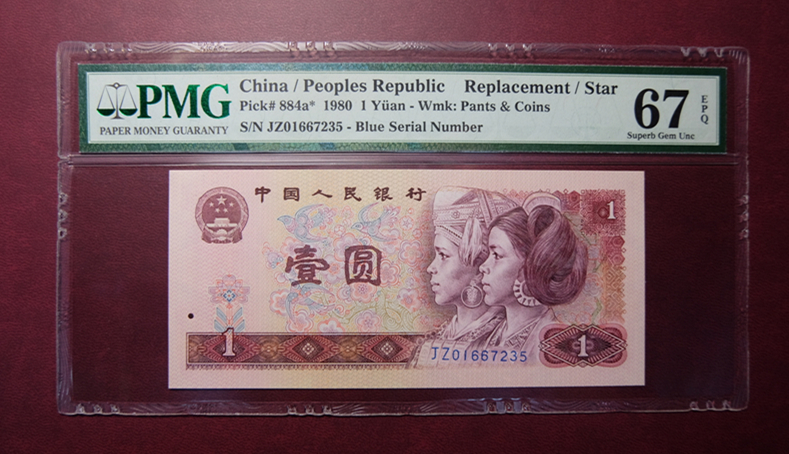 PMG
PAPER MONEY GUARANTY
China / Peoples Republic Replacement / Star
Pick# 884a* 1980 1 Yüan - Wmk: Pants & Coins
S/N JZ01667235 - Blue Serial Number
67
EPQ
Superb Gem Unc
中国人民银行
1
壹圆
1
JZ01667235
1